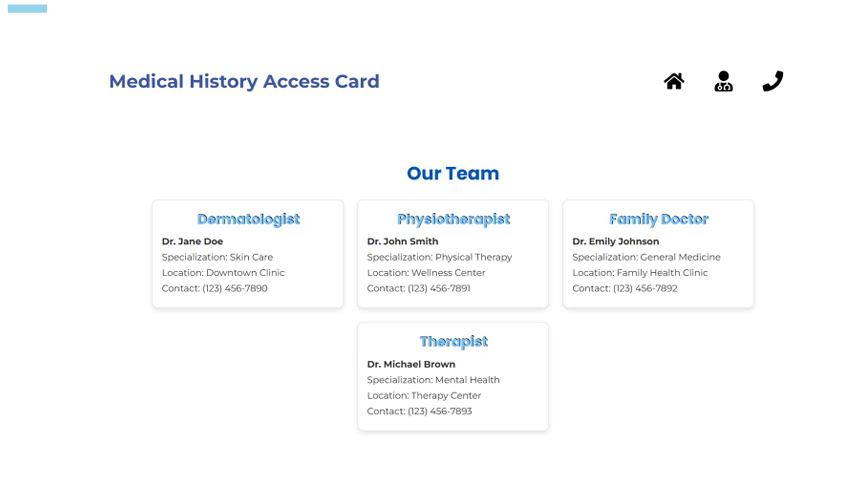 Medical History Access Card
Our Team
Dermatologist
Dr. Jane Doe
Specialization: Skin Care
Location: Downtown Clinic
Contact: (123) 456-7890
Physiotherapist
Dr. John Smith
Specialization: Physical Therapy
Location: Wellness Center
Contact: (123) 456-7891
Family Doctor
Dr. Emily Johnson
Specialization: General Medicine
Location: Family Health Clinic
Contact: (123) 456-7892
Therapist
Dr. Michael Brown
Specialization: Mental Health
Location: Therapy Center
Contact: (123) 456-7893